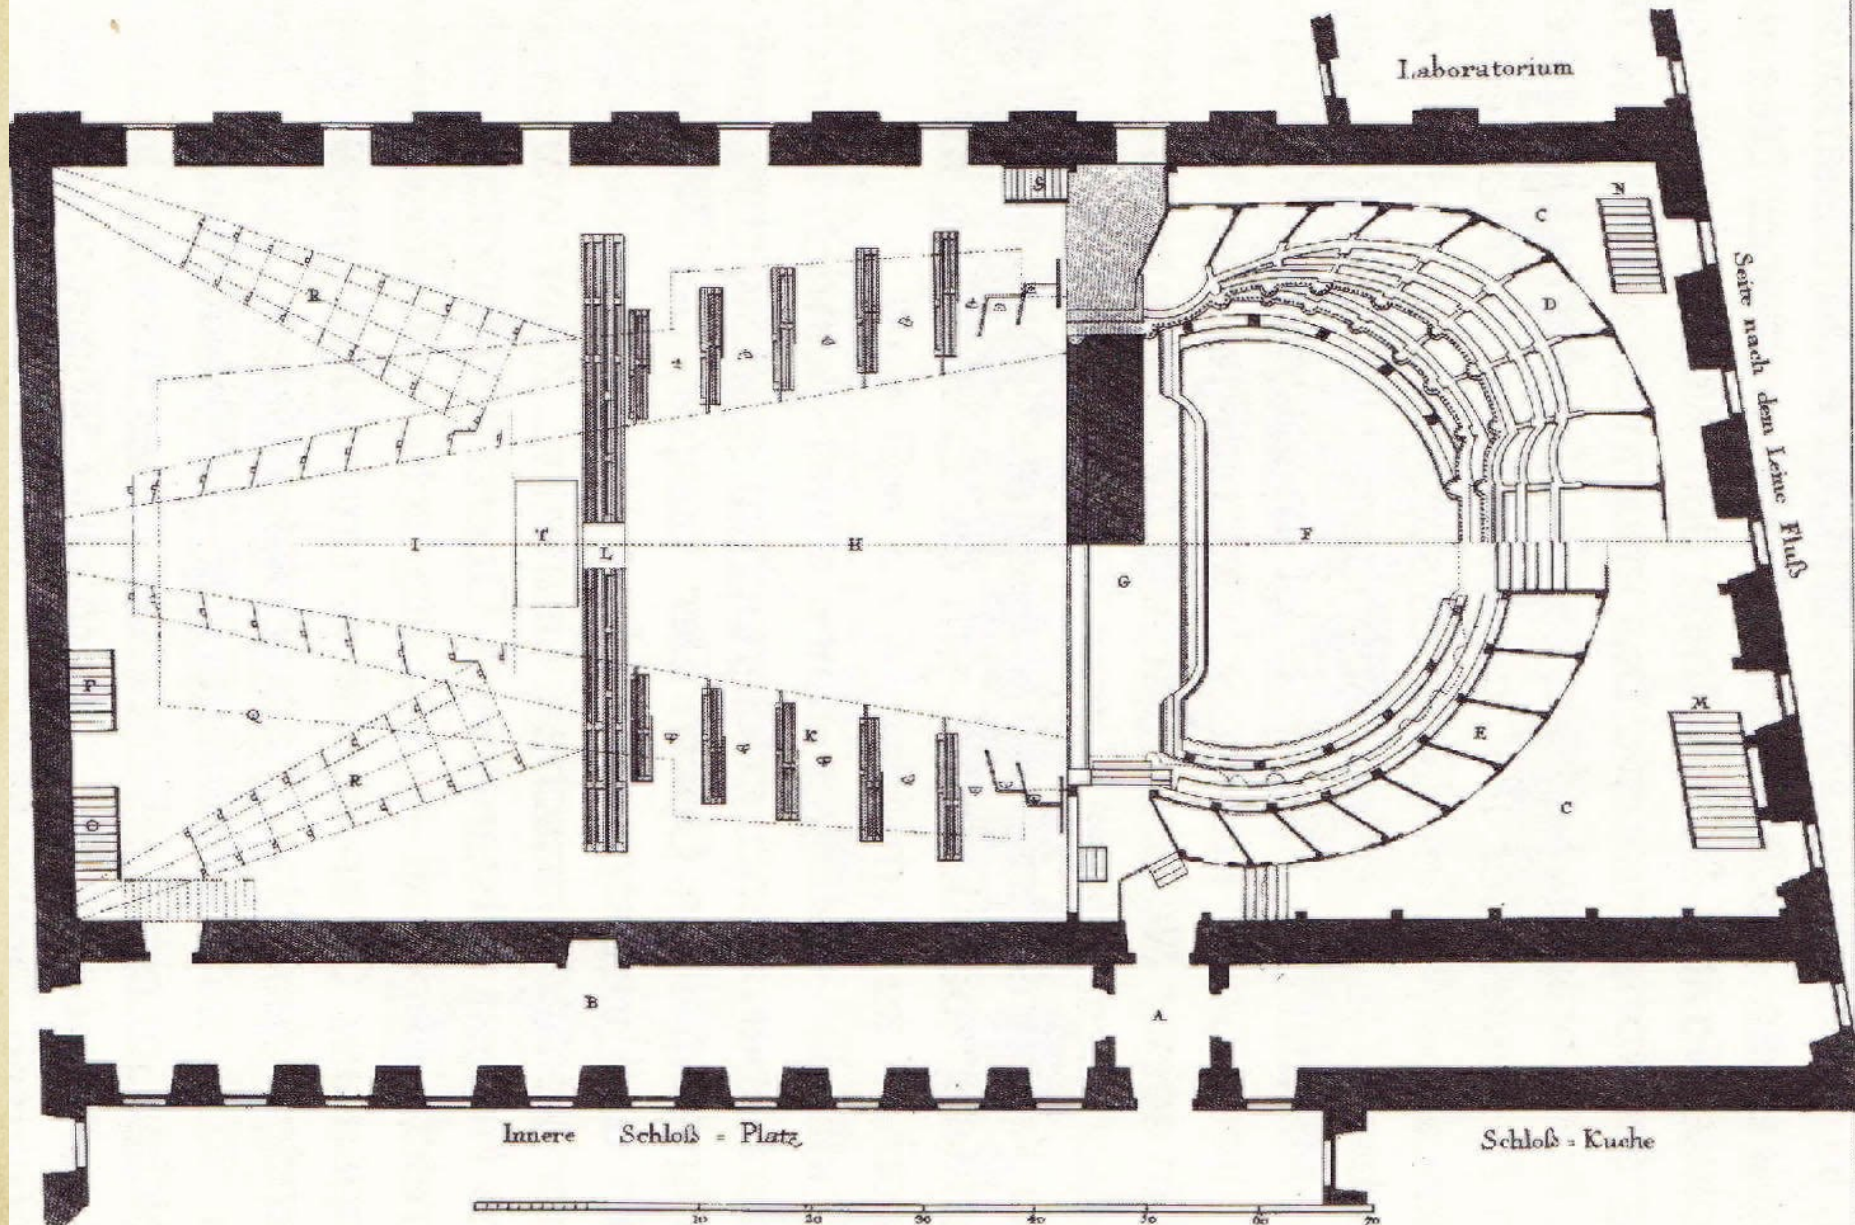 Laboratorium
S
N
C
D
R
Seite nach dem Leine Fluß
I
T
L
H
F
G
P
Q
K
M
E
R
O
C
B
A
Innere Schloß = Platz
Schloß = Kuche
10 20 30 40 50 60 70